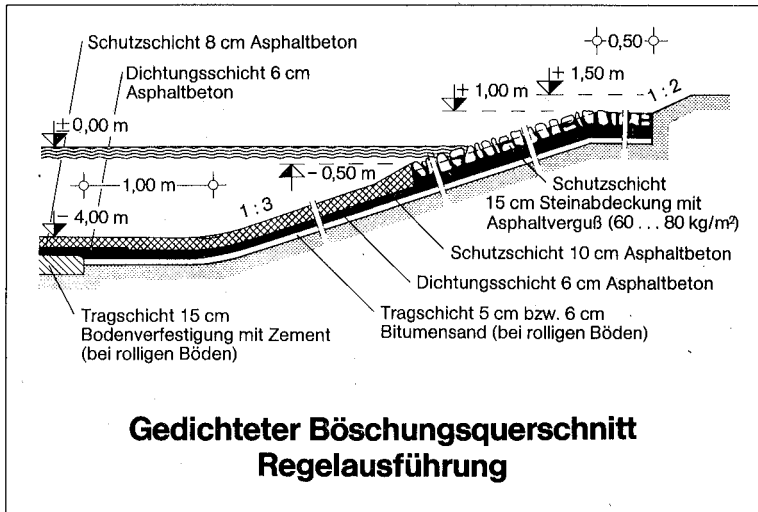 Schutzschicht 8 cm Asphaltbeton
Dichtungsschicht 6 cm
Asphaltbeton
0,50
+ 1,00 m
+ 1,50 m
1:2
± 0,00 m
- 0,50 m
1,00 m
- 4,00 m
1:3
Schutzschicht
15 cm Steinabdeckung mit
Asphaltverguß (60 ... 80 kg/m²)
Schutzschicht 10 cm Asphaltbeton
Dichtungsschicht 6 cm Asphaltbeton
Tragschicht 15 cm
Bodenverfestigung mit Zement
(bei rolligen Böden)
Tragschicht 5 cm bzw. 6 cm
Bitumensand (bei rolligen Böden)
Gedichteter Böschungsquerschnitt
Regelausführung